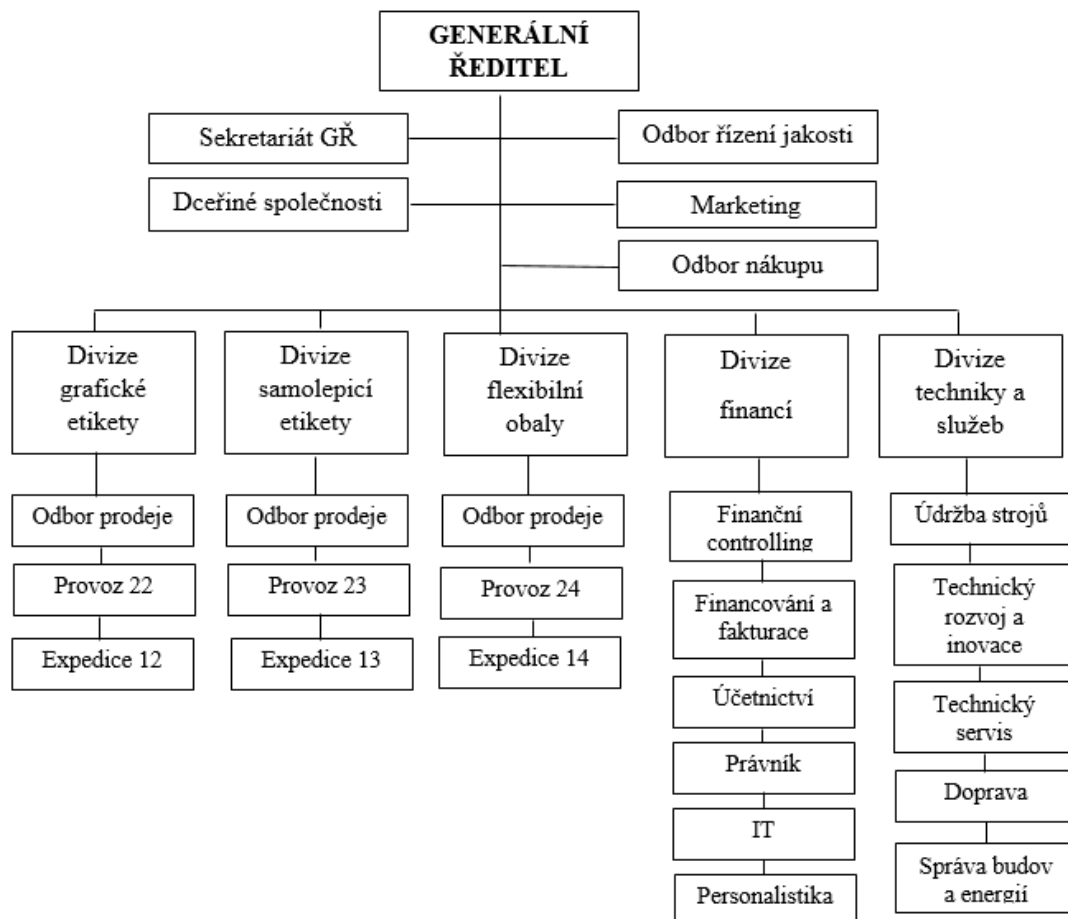 GENERÁLNÍ
ŘEDITEL
Sekretariát GŘ
Odbor řízení jakosti
Dceřiné společnosti
Marketing
Odbor nákupu
Divize
grafické
etikety
Divize
samolepicí
etikety
Divize
flexibilní
obaly
Divize
financí
Divize
techniky a
služeb
Odbor prodeje
Provoz 22
Expedice 12
Odbor prodeje
Provoz 23
Expedice 13
Odbor prodeje
Provoz 24
Expedice 14
Finanční
controlling
Financování a
fakturace
Účetnictví
Právník
IT
Personalistika
Údržba strojů
Technický
rozvoj a
inovace
Technický
servis
Doprava
Správa budov
a energií